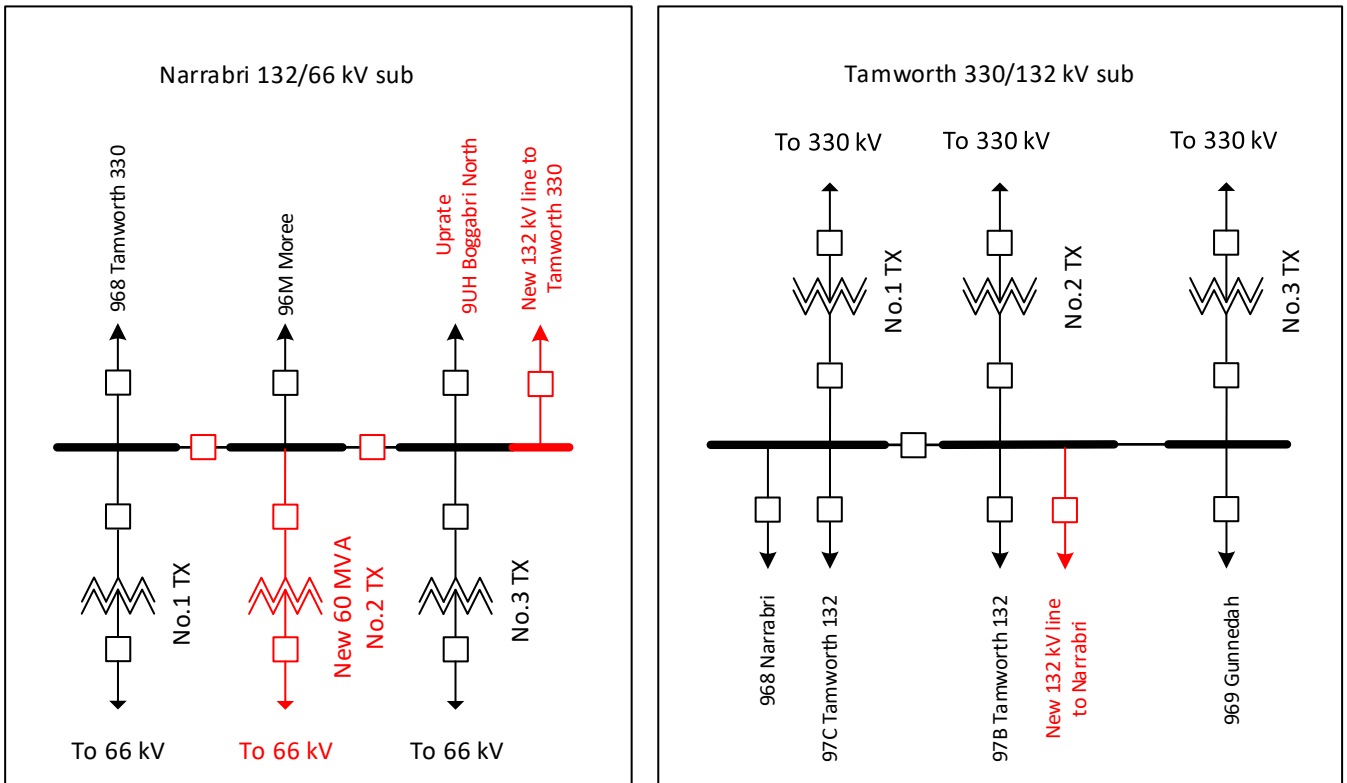 Narrabri 132/66 kV sub
968 Tamworth 330
96M Moree
Uprate
9UH Boggabri North
New 132 kV line to
Tamworth 330
No.1 TX
New 60 MVA
No.2 TX
No.3 TX
To 66 kV
To 66 kV
To 66 kV
Tamworth 330/132 kV sub
To 330 kV
To 330 kV
To 330 kV
No.1 TX
No.2 TX
No.3 TX
968 Narrabri
97C Tamworth 132
97B Tamworth 132
New 132 kV line
to Narrabri
969 Gunnedah